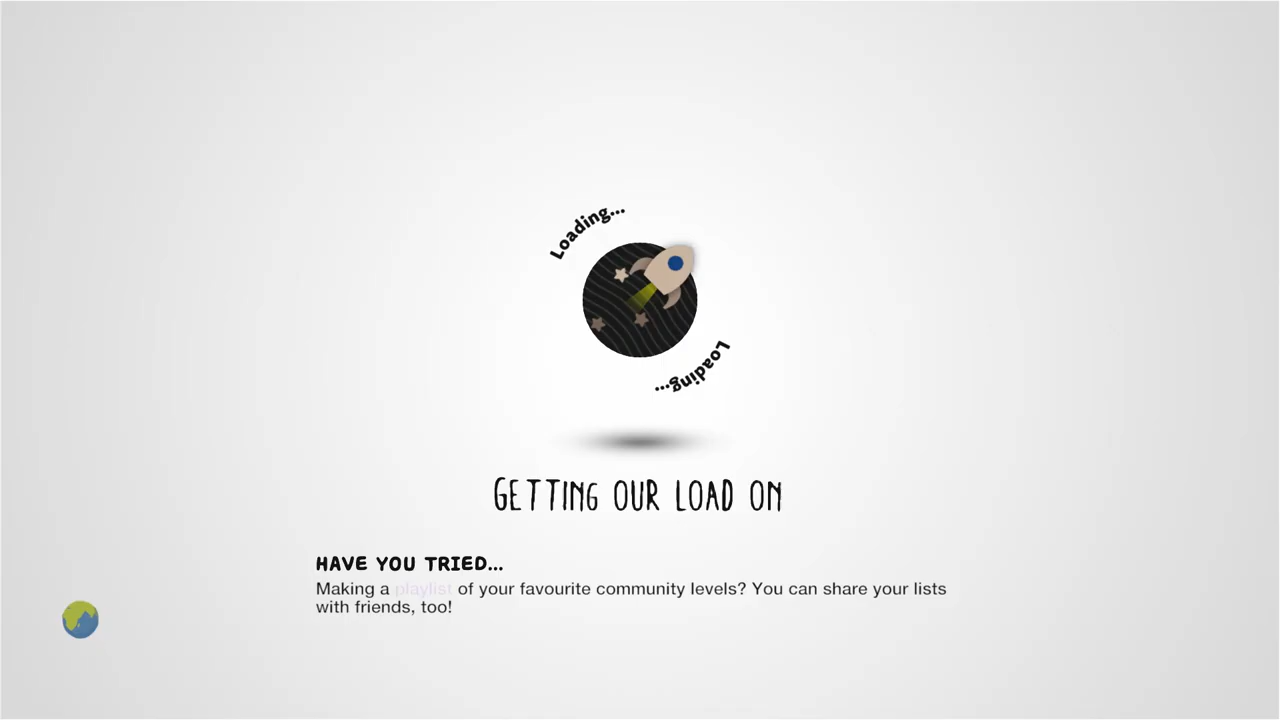 Loading...
Loading...
GETTING OUR LOAD ON
HAVE YOU TRIED...
Making a playlist of your favourite community levels? You can share your lists
with friends, too!